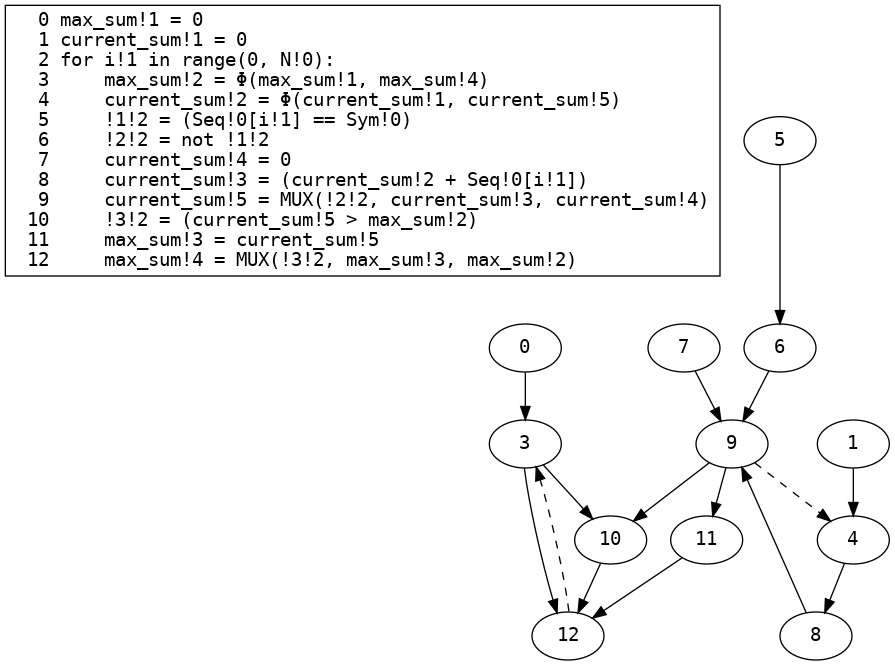 0 max_sum!1 = 0
1 current_sum!1 = 0
2 for i!1 in range(0, N!0):
3     max_sum!2 = Φ(max_sum!1, max_sum!4)
4     current_sum!2 = Φ(current_sum!1, current_sum!5)
5     !1!2 = (Seq!0[i!1] == Sym!0)
6     !2!2 = not !1!2
7     current_sum!4 = 0
8     current_sum!3 = (current_sum!2 + Seq!0[i!1])
9     current_sum!5 = MUX(!2!2, current_sum!3, current_sum!4)
10     !3!2 = (current_sum!5 > max_sum!2)
11     max_sum!3 = current_sum!5
12     max_sum!4 = MUX(!3!2, max_sum!3, max_sum!2)
5
0
7
6
3
9
1
10
11
4
12
8